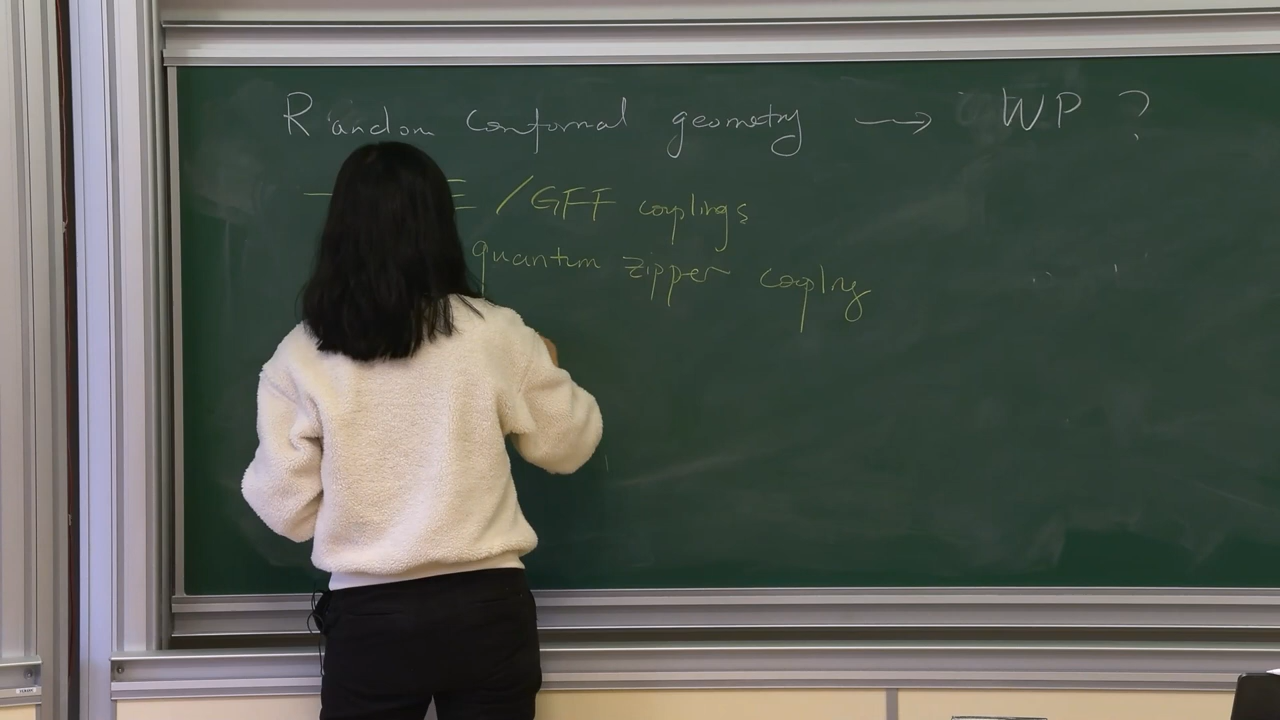 Random conformal geometry → WP ?
— E / GFF couplings
quantum zipper coupling